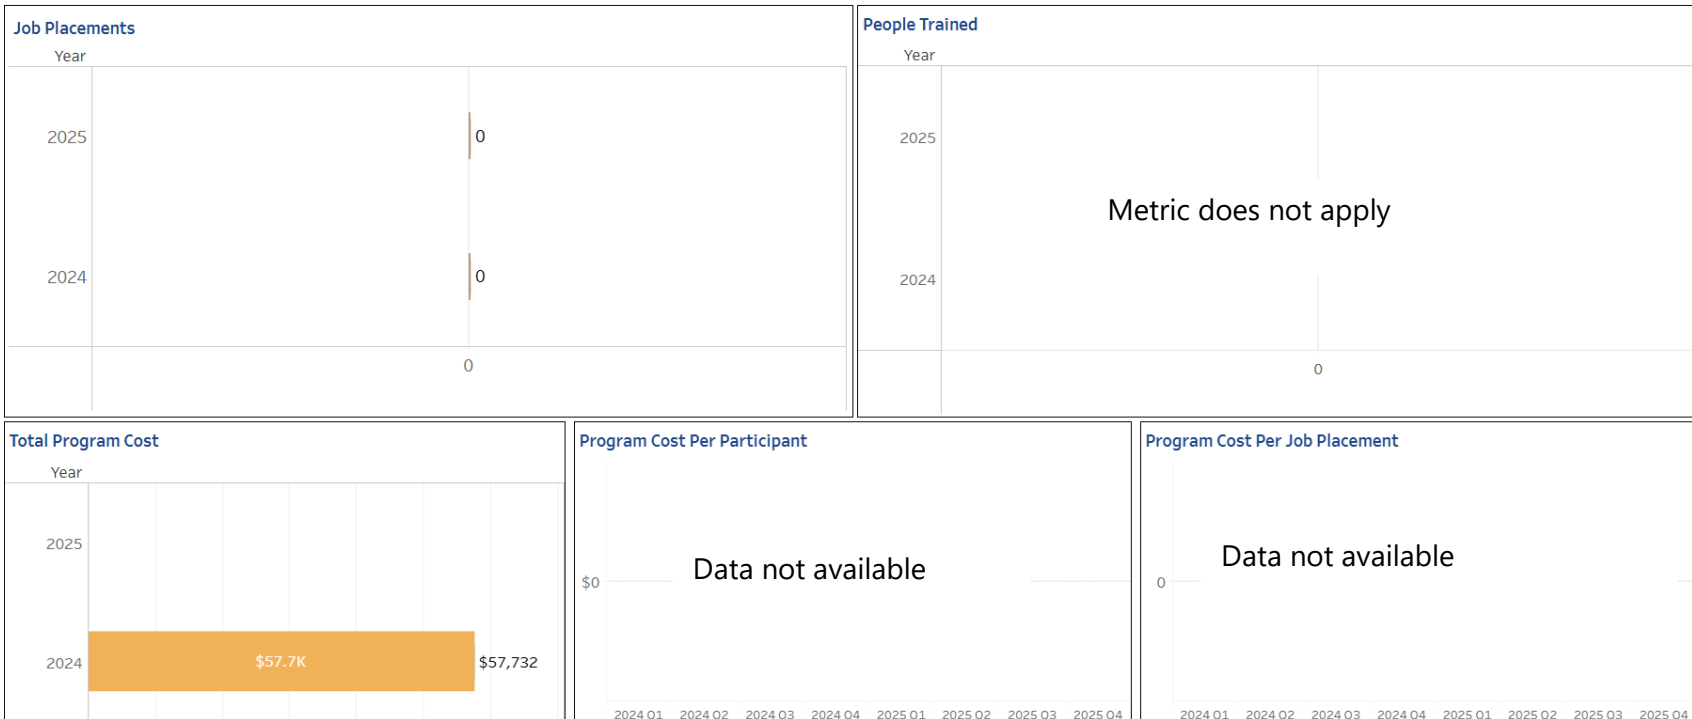 Job Placements
Year
2025
0
2024
0
0
People Trained
Year
2025
Metric does not apply
2024
0
Total Program Cost
Year
2025
2024
$57.7K
$57,732
Program Cost Per Participant
Data not available
$0
2024 Q1 2024 Q2 2024 Q3 2024 Q4 2025 Q1 2025 Q2 2025 Q3 2025 Q4
Program Cost Per Job Placement
Data not available
0
2024 Q1 2024 Q2 2024 Q3 2024 Q4 2025 Q1 2025 Q2 2025 Q3 2025 Q4